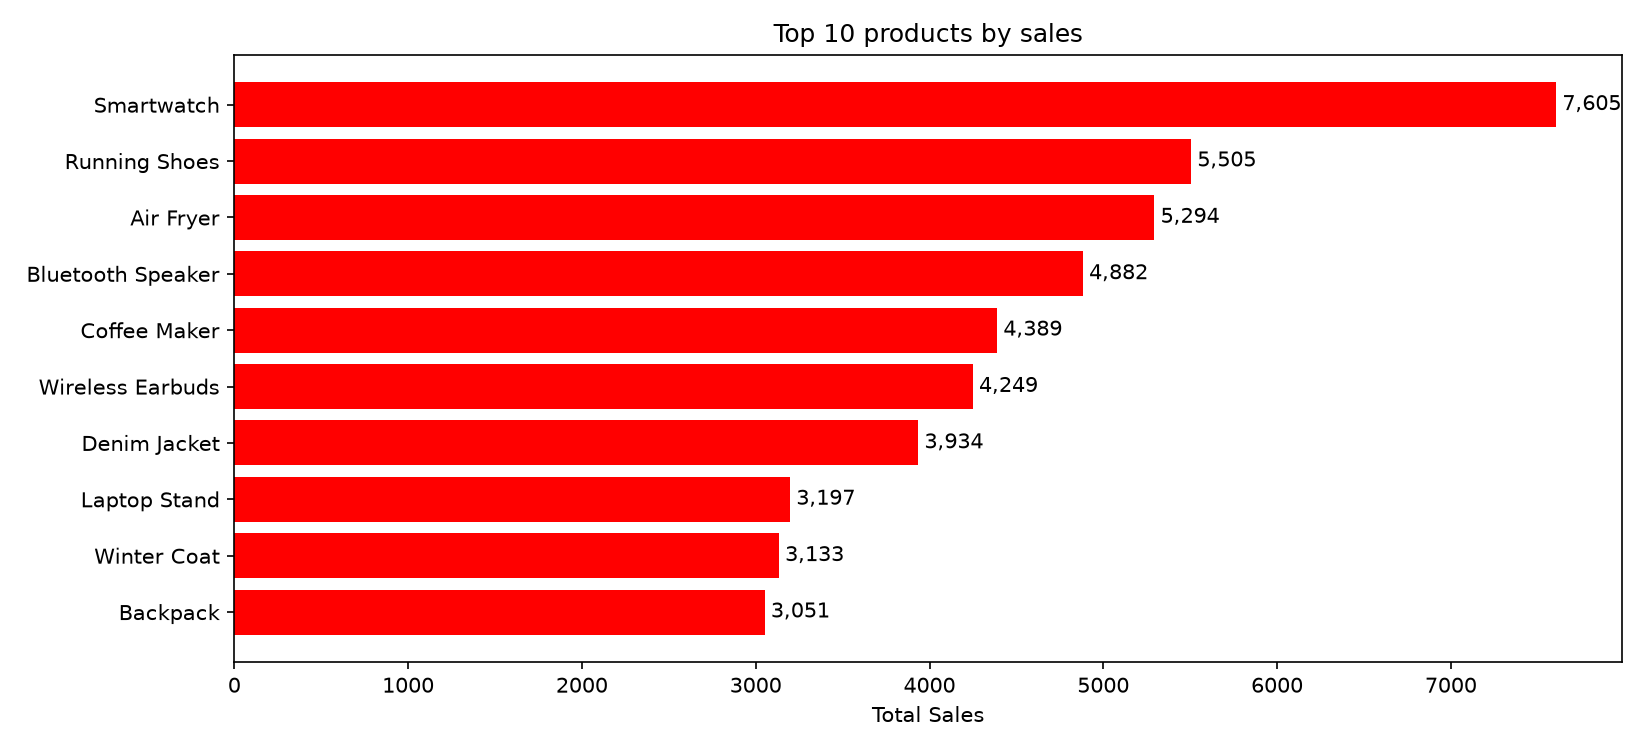 Top 10 products by sales
Smartwatch 7,605
Running Shoes 5,505
Air Fryer 5,294
Bluetooth Speaker 4,882
Coffee Maker 4,389
Wireless Earbuds 4,249
Denim Jacket 3,934
Laptop Stand 3,197
Winter Coat 3,133
Backpack 3,051
0 1000 2000 3000 4000 5000 6000 7000
Total Sales